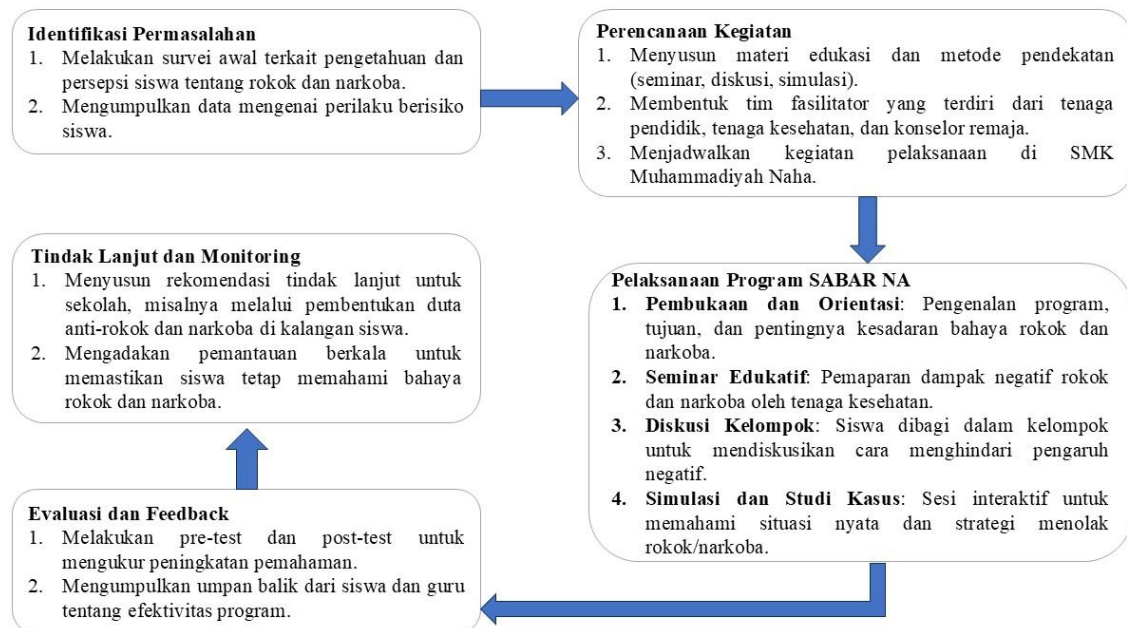 Identifikasi Permasalahan
1. Melakukan survei awal terkait pengetahuan dan
persepsi siswa tentang rokok dan narkoba.
2. Mengumpulkan data mengenai perilaku berisiko
siswa.
Perencanaan Kegiatan
1. Menyusun materi edukasi dan metode pendekatan
(seminar, diskusi, simulasi).
2. Membentuk tim fasilitator yang terdiri dari tenaga
pendidik, tenaga kesehatan, dan konselor remaja.
3. Menjadwalkan kegiatan pelaksanaan di SMK
Muhammadiyah Naha.
Pelaksanaan Program SABAR NA
1. Pembukaan dan Orientasi: Pengenalan program,
tujuan, dan pentingnya kesadaran bahaya rokok dan
narkoba.
2. Seminar Edukatif: Pemaparan dampak negatif rokok
dan narkoba oleh tenaga kesehatan.
3. Diskusi Kelompok: Siswa dibagi dalam kelompok
untuk mendiskusikan cara menghindari pengaruh
negatif.
4. Simulasi dan Studi Kasus: Sesi interaktif untuk
memahami situasi nyata dan strategi menolak
rokok/narkoba.
Evaluasi dan Feedback
1. Melakukan pre-test dan post-test untuk
mengukur peningkatan pemahaman.
2. Mengumpulkan umpan balik dari siswa dan guru
tentang efektivitas program.
Tindak Lanjut dan Monitoring
1. Menyusun rekomendasi tindak lanjut untuk
sekolah, misalnya melalui pembentukan duta
anti-rokok dan narkoba di kalangan siswa.
2. Mengadakan pemantauan berkala untuk
memastikan siswa tetap memahami bahaya
rokok dan narkoba.